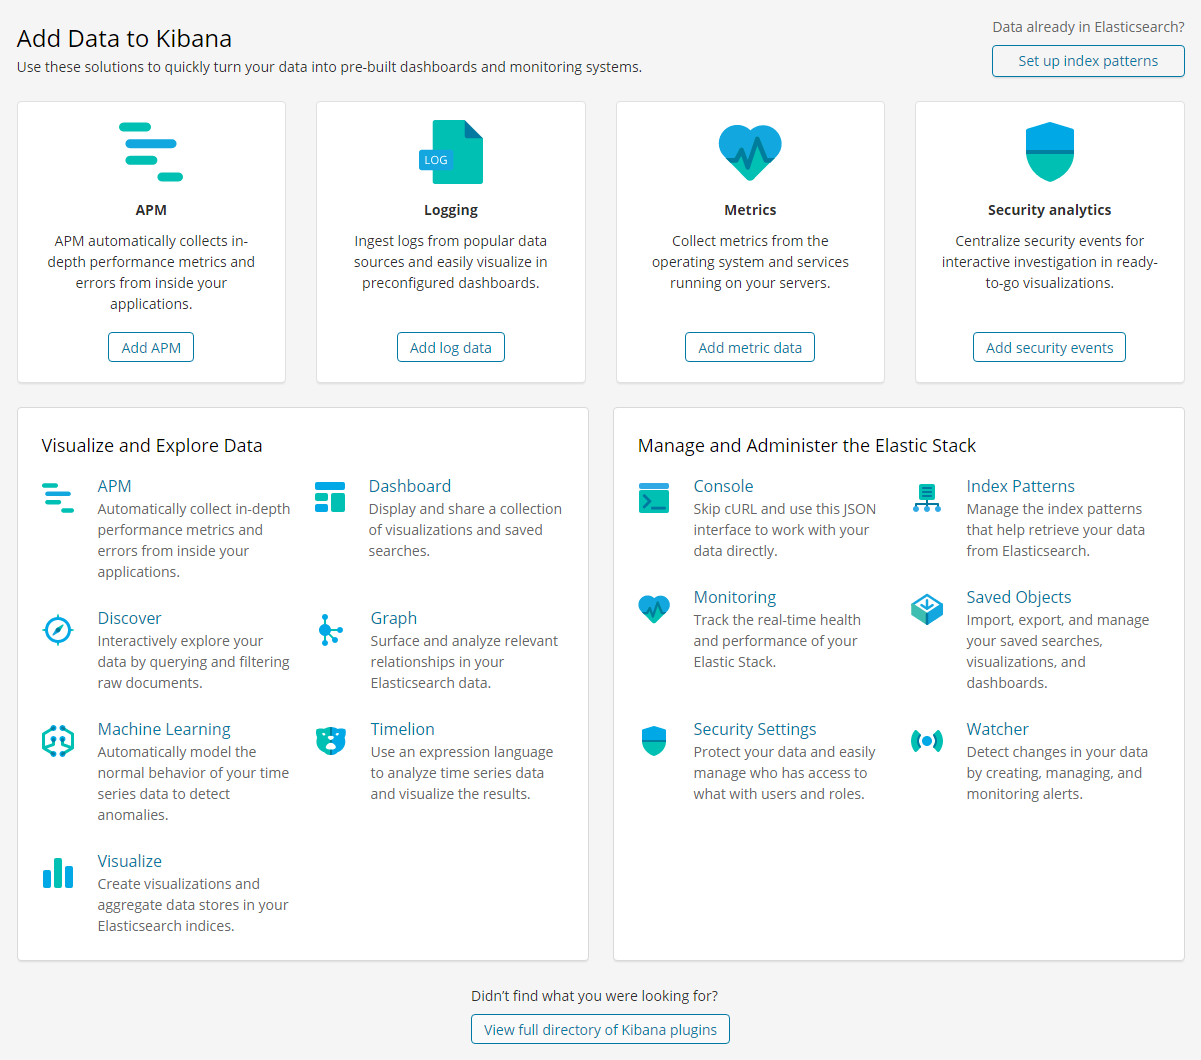 Add Data to Kibana
Use these solutions to quickly turn your data into pre-built dashboards and monitoring systems.
Data already in Elasticsearch?
Set up index patterns
APM
APM automatically collects in-
depth performance metrics and
errors from inside your
applications.
Add APM
LOG
Logging
Ingest logs from popular data
sources and easily visualize in
preconfigured dashboards.
Add log data
Metrics
Collect metrics from the
operating system and services
running on your servers.
Add metric data
Security analytics
Centralize security events for
interactive investigation in ready-
to-go visualizations.
Add security events
Visualize and Explore Data
APM
Automatically collect in-depth
performance metrics and
errors from inside your
applications.
Dashboard
Display and share a collection
of visualizations and saved
searches.
Discover
Interactively explore your
data by querying and filtering
raw documents.
Graph
Surface and analyze relevant
relationships in your
Elasticsearch data.
Machine Learning
Automatically model the
normal behavior of your time
series data to detect
anomalies.
Timelion
Use an expression language
to analyze time series data
and visualize the results.
Visualize
Create visualizations and
aggregate data stores in your
Elasticsearch indices.
Manage and Administer the Elastic Stack
Console
Skip cURL and use this JSON
interface to work with your
data directly.
Index Patterns
Manage the index patterns
that help retrieve your data
from Elasticsearch.
Monitoring
Track the real-time health
and performance of your
Elastic Stack.
Saved Objects
Import, export, and manage
your saved searches,
visualizations, and
dashboards.
Security Settings
Protect your data and easily
manage who has access to
what with users and roles.
Watcher
Detect changes in your data
by creating, managing, and
monitoring alerts.
Didn’t find what you were looking for?
View full directory of Kibana plugins